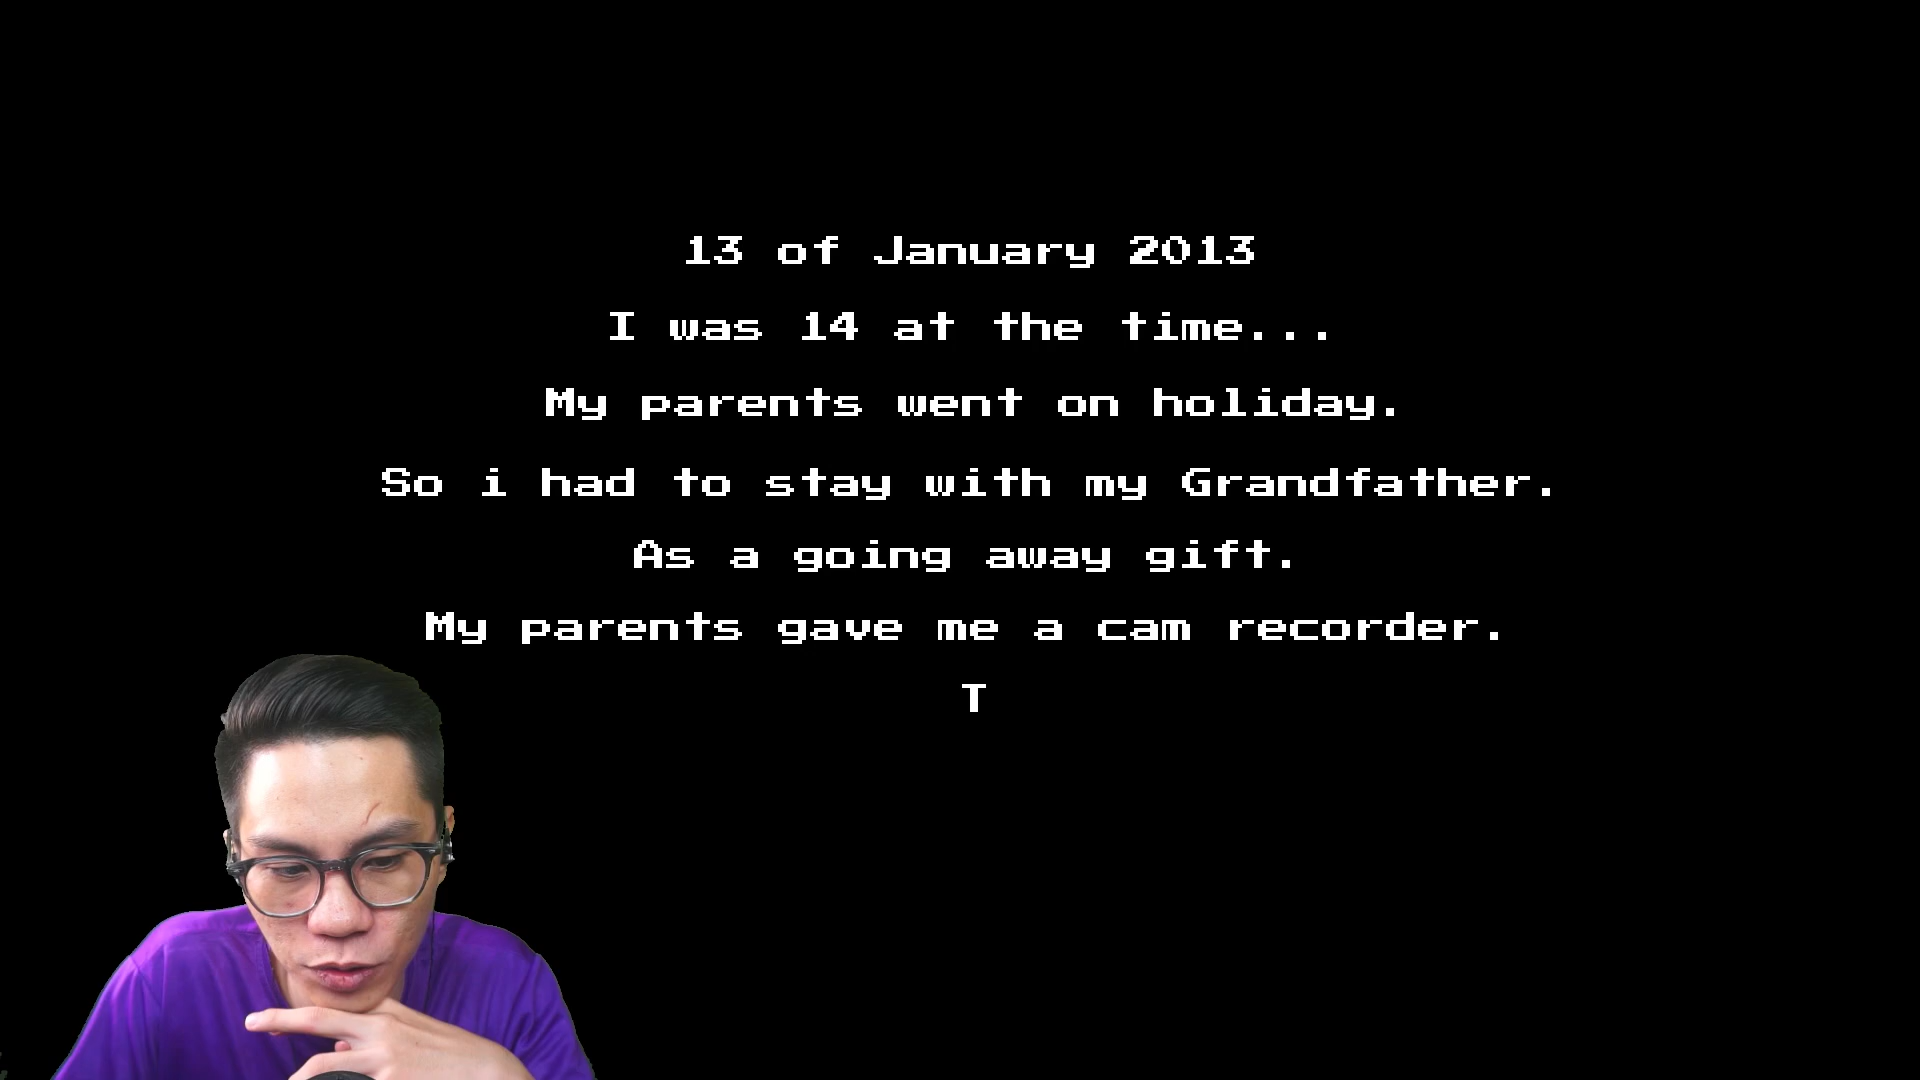 13 of January 2013
I was 14 at the time...
My parents went on holiday.
So i had to stay with my Grandfather.
As a going away gift.
My parents gave me a cam recorder.
T